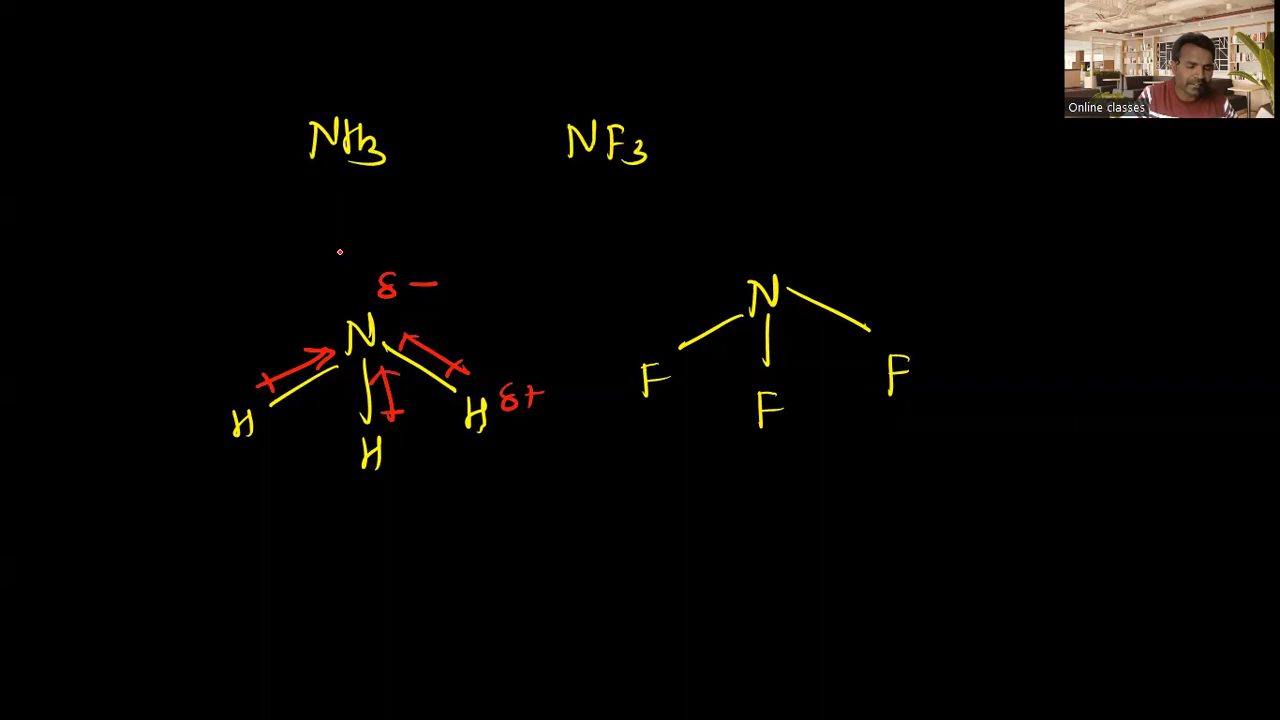 Online classes
NH3 NF3
δ −
N N
H H δ+ F F
H F